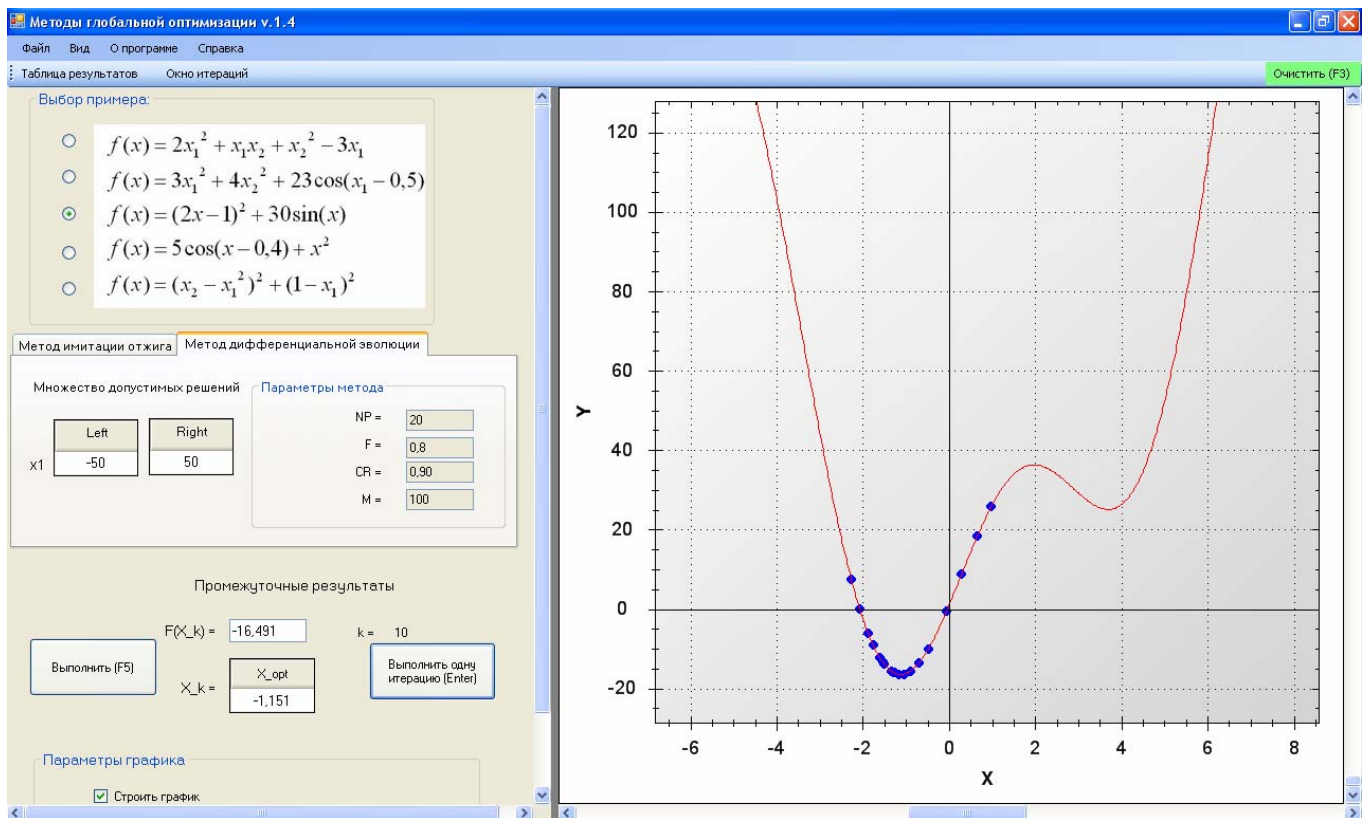 Методы глобальной оптимизации v.1.4
Файл Вид О программе Справка
Таблица результатов Окно итераций Очистить (F3)
Выбор примера:
f(x) = 2x₁² + x₁x₂ + x₂² − 3x₁
f(x) = 3x₁² + 4x₂² + 23cos(x₁ − 0,5)
f(x) = (2x − 1)² + 30sin(x)
f(x) = 5cos(x − 0,4) + x²
f(x) = (x₂ − x₁²)² + (1 − x₁)²
Метод имитации отжига Метод дифференциальной эволюции
Множество допустимых решений
Left Right
x1 -50 50
Параметры метода
NP = 20
F = 0,8
CR = 0,90
M = 100
Промежуточные результаты
F(X_k) = -16,491 k = 10
Выполнить (F5)
X_k = X_opt
-1,151
Выполнить одну
итерацию (Enter)
Параметры графика
Строить график
120
100
80
60
40
20
0
-20
Y
-6 -4 -2 0 2 4 6 8
X